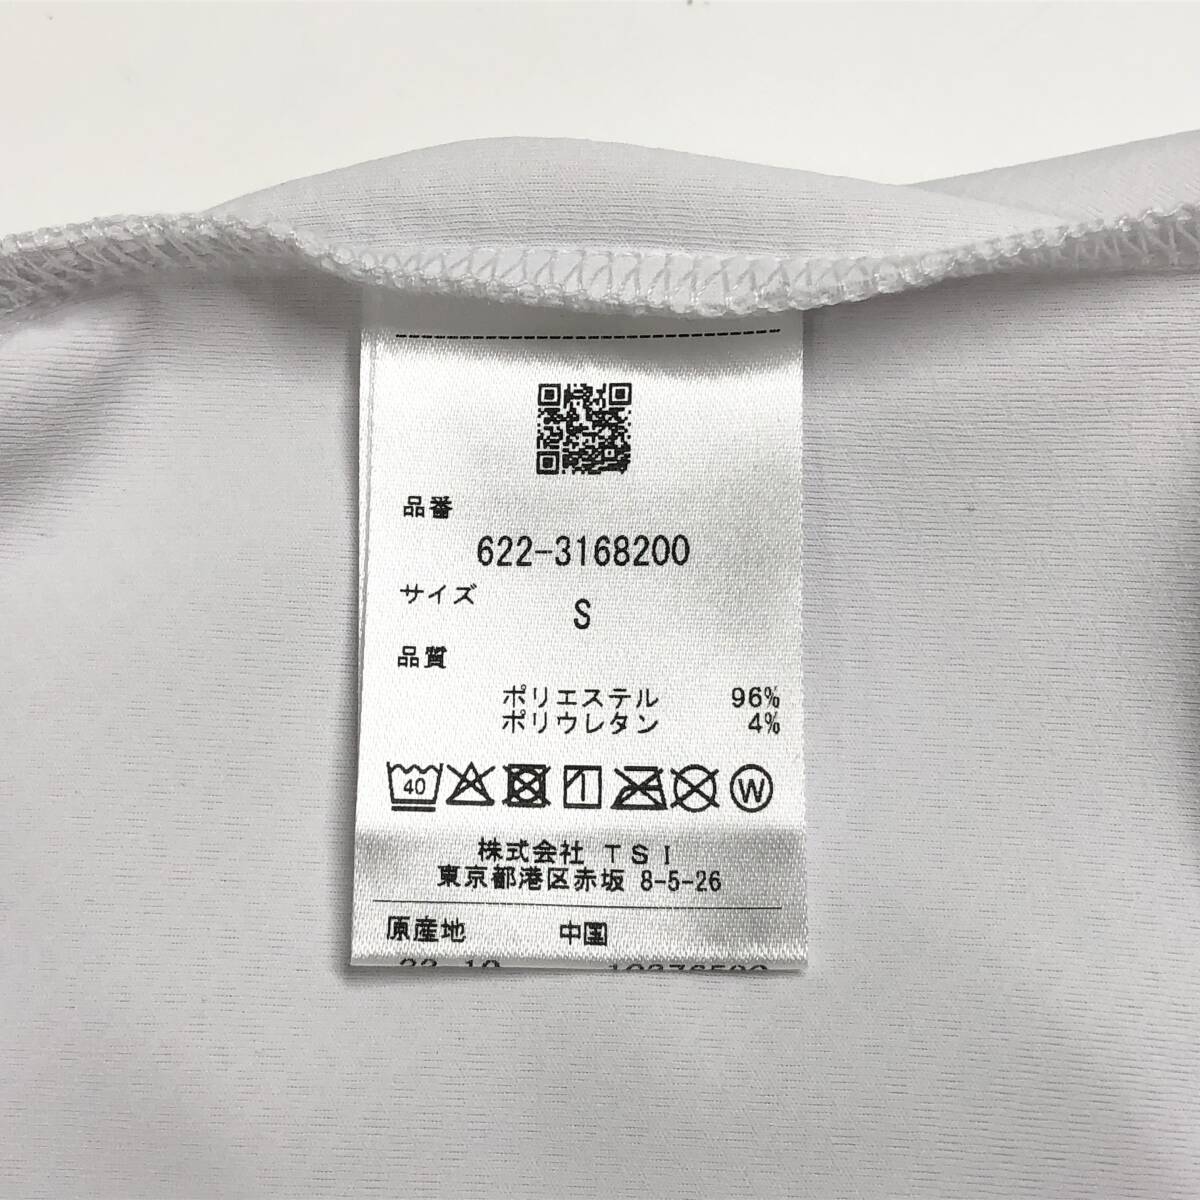 品番
622-3168200
サイズ
S
品質
ポリエステル 96%
ポリウレタン 4%
40 W
株式会社 TSI
東京都港区赤坂 8-5-26
原産地 中国